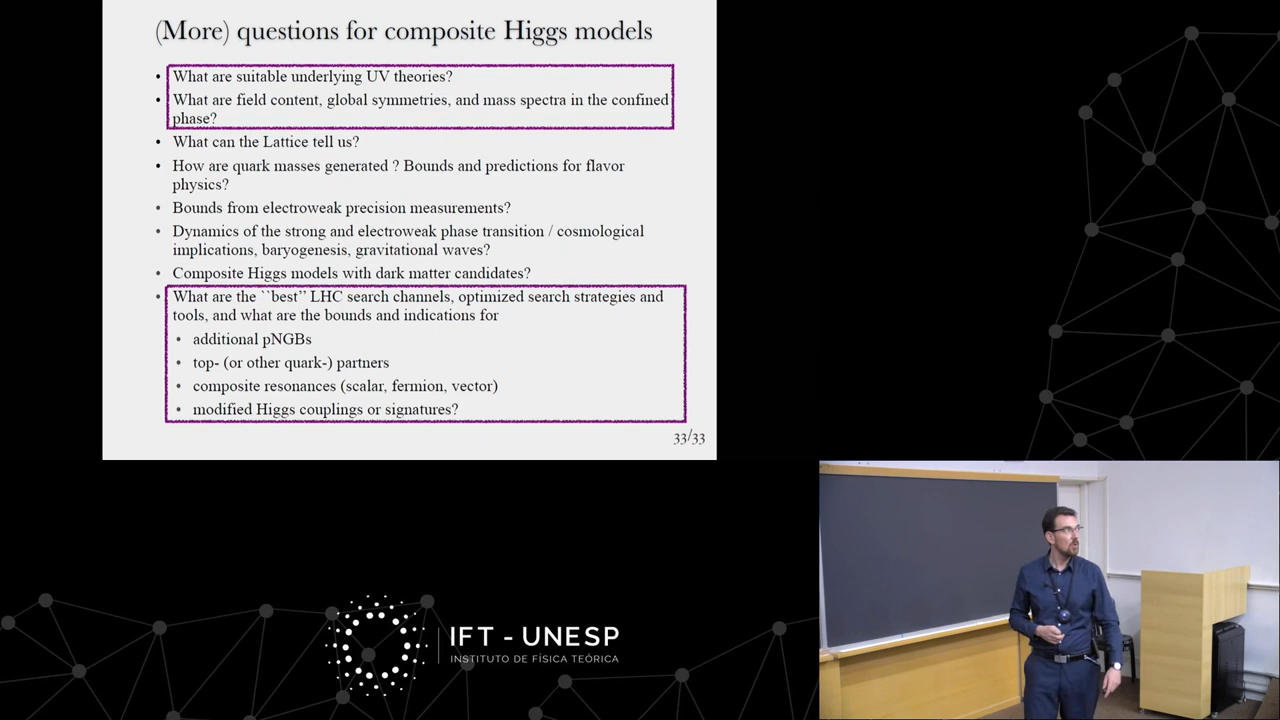 (More) questions for composite Higgs models
• What are suitable underlying UV theories?
• What are field content, global symmetries, and mass spectra in the confined
phase?
• What can the Lattice tell us?
• How are quark masses generated ? Bounds and predictions for flavor
physics?
• Bounds from electroweak precision measurements?
• Dynamics of the strong and electroweak phase transition / cosmological
implications, baryogenesis, gravitational waves?
• Composite Higgs models with dark matter candidates?
• What are the ``best’’ LHC search channels, optimized search strategies and
tools, and what are the bounds and indications for
• additional pNGBs
• top- (or other quark-) partners
• composite resonances (scalar, fermion, vector)
• modified Higgs couplings or signatures?
33/33
IFT - UNESP
INSTITUTO DE FÍSICA TEÓRICA